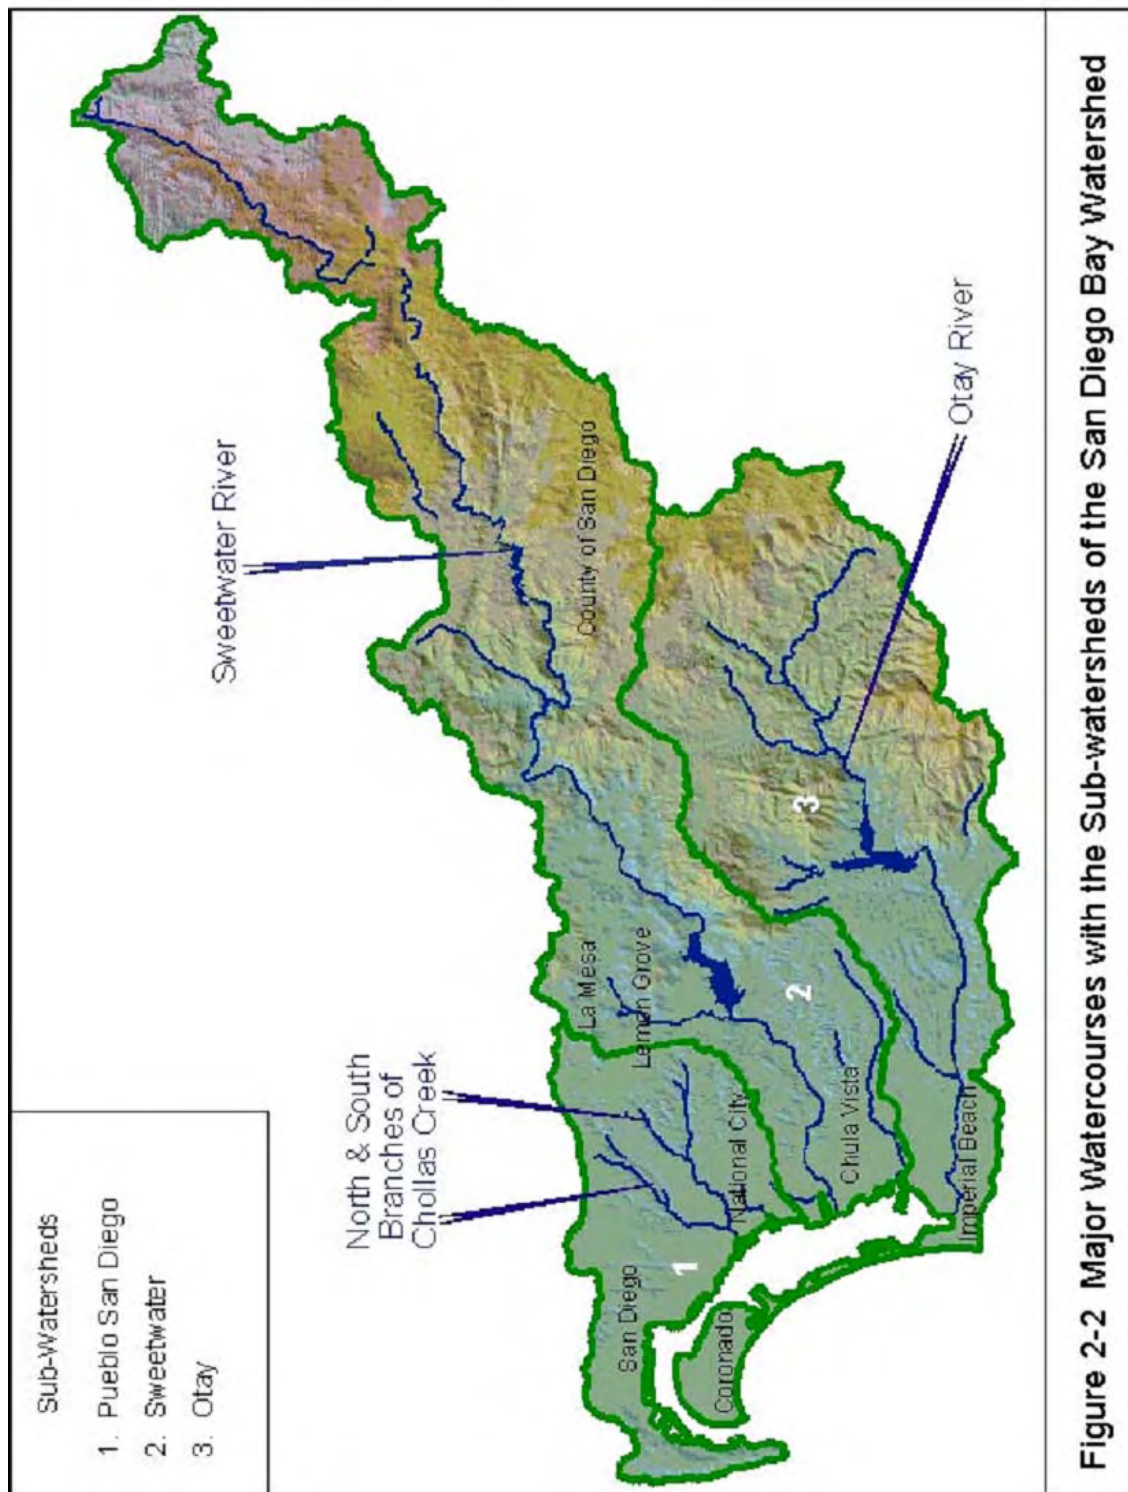 Sub-Watersheds
1. Pueblo San Diego
2. Sweetwater
3. Otay
North & South
Branches of
Chollas Creek
Sweetwater River
La Mesa
Lemon Grove
County of San Diego
San Diego
1
National City
2
3
Coronado
Chula Vista
Otay River
Imperial Beach
Figure 2-2 Major Watercourses with the Sub-watersheds of the San Diego Bay Watershed